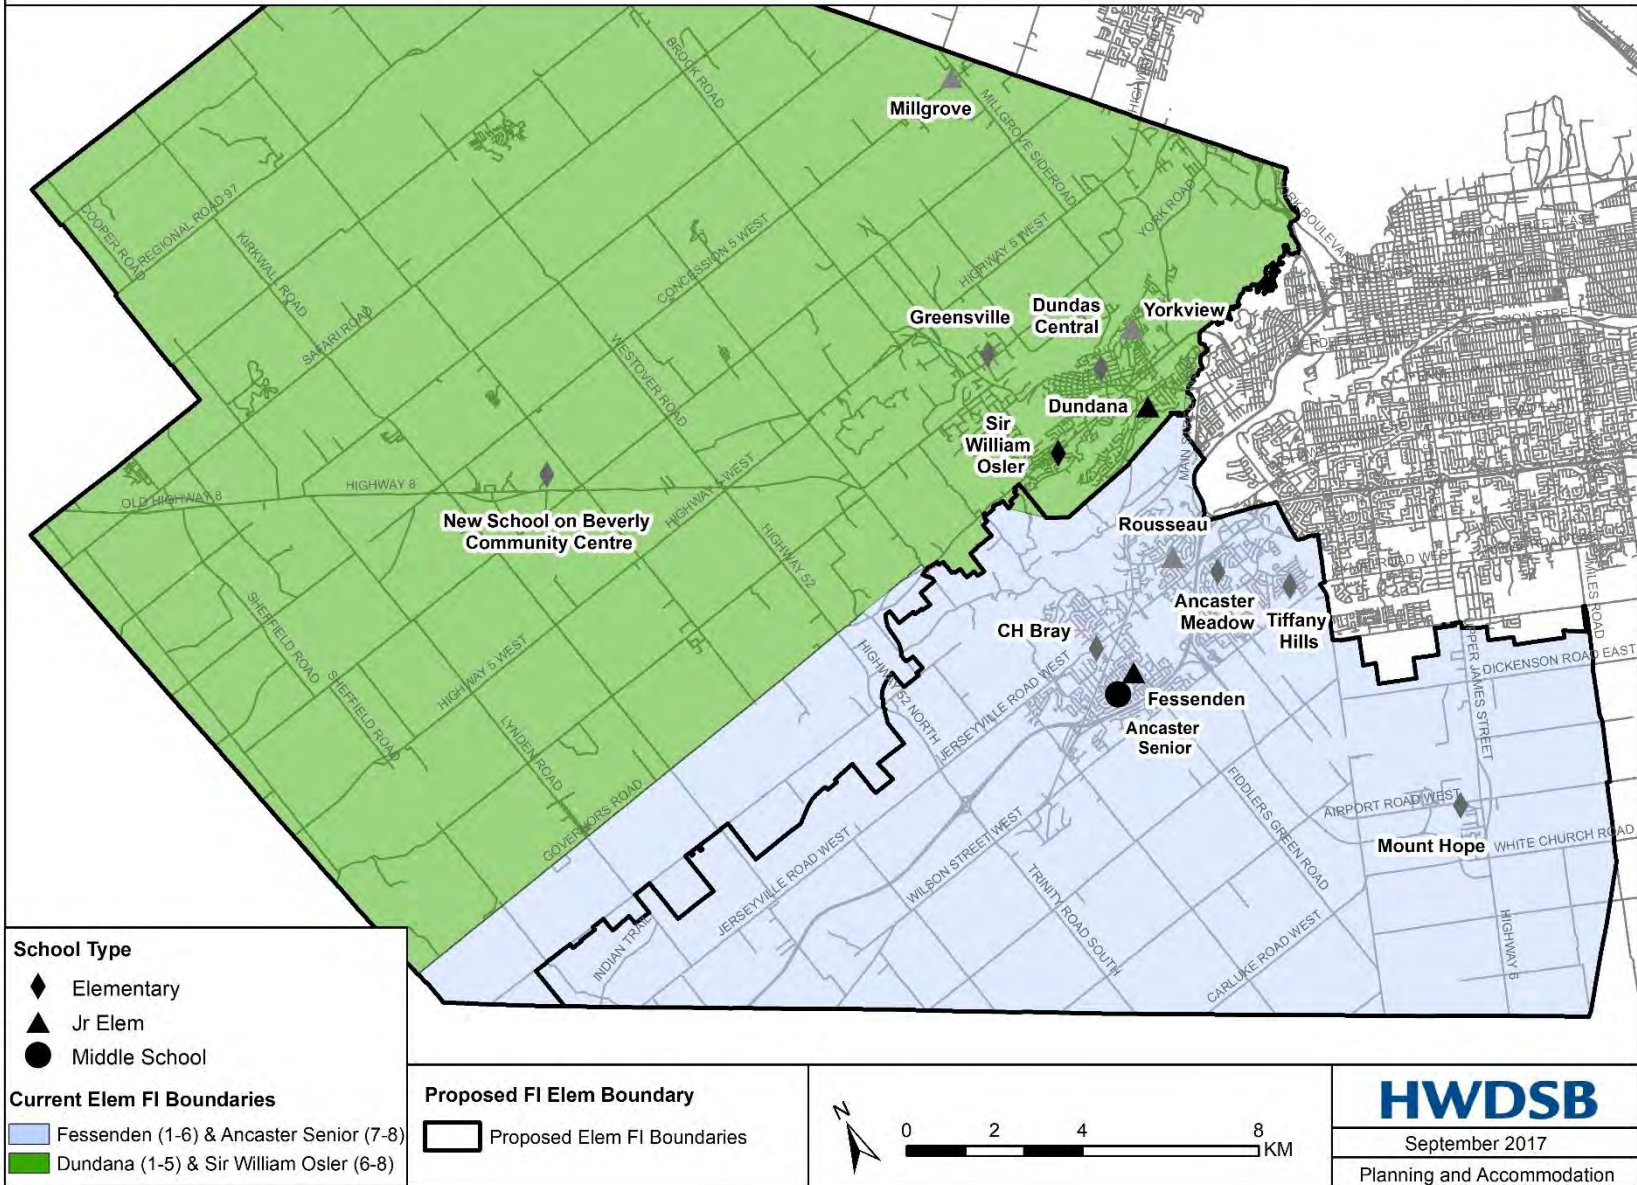 BROCK ROAD
Millgrove
MILLGROVE SIDEROAD
COOPER ROAD
REGIONAL ROAD 97
KIRKWALL ROAD
SAFARI ROAD
CONCESSION 5 WEST
HIGHWAY 5 WEST
YORK ROAD
WESTOVER ROAD
Greensville
Dundas
Central
Yorkview
Dundana
Sir
William
Osler
MAIN S
OLD HIGHWAY 8
HIGHWAY 8
HIGHWAY 5 WEST
New School on Beverly
Community Centre
HIGHWAY 52
Rousseau
Ancaster
Meadow
Tiffany
Hills
CH Bray
MILES ROAD
DICKENSON ROAD EAST
UPPER JAMES STREET
SHEFFIELD ROAD
SHEFFIELD ROAD
HIGHWAY 5 WEST
LYNDEN ROAD
HIGHWAY 52 NORTH
JERSEYVILLE ROAD WEST
Fessenden
Ancaster
Senior
GOVERNORS ROAD
FIDDLERS GREEN ROAD
AIRPORT ROAD WEST
Mount Hope
WHITE CHURCH ROAD
JERSEYVILLE ROAD WEST
WILSON STREET WEST
TRINITY ROAD SOUTH
CARLUKE ROAD WEST
HIGHWAY 6
INDIAN TRAIL
School Type
Elementary
Jr Elem
Middle School
Current Elem FI Boundaries
Fessenden (1-6) & Ancaster Senior (7-8)
Dundana (1-5) & Sir William Osler (6-8)
Proposed FI Elem Boundary
Proposed Elem FI Boundaries
N
0 2 4 8
KM
HWDSB
September 2017
Planning and Accommodation